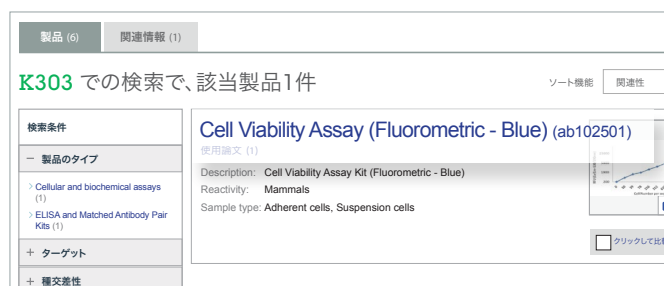 製品 (6)
関連情報 (1)
K303 での検索で、該当製品1件
ソート機能
関連性
検索条件
− 製品のタイプ
> Cellular and biochemical assays
(1)
> ELISA and Matched Antibody Pair
Kits (1)
+ ターゲット
+ 種交差性
Cell Viability Assay (Fluorometric - Blue) (ab102501)
使用論文 (1)
Description: Cell Viability Assay Kit (Fluorometric - Blue)
Reactivity: Mammals
Sample type: Adherent cells, Suspension cells
クリックして比